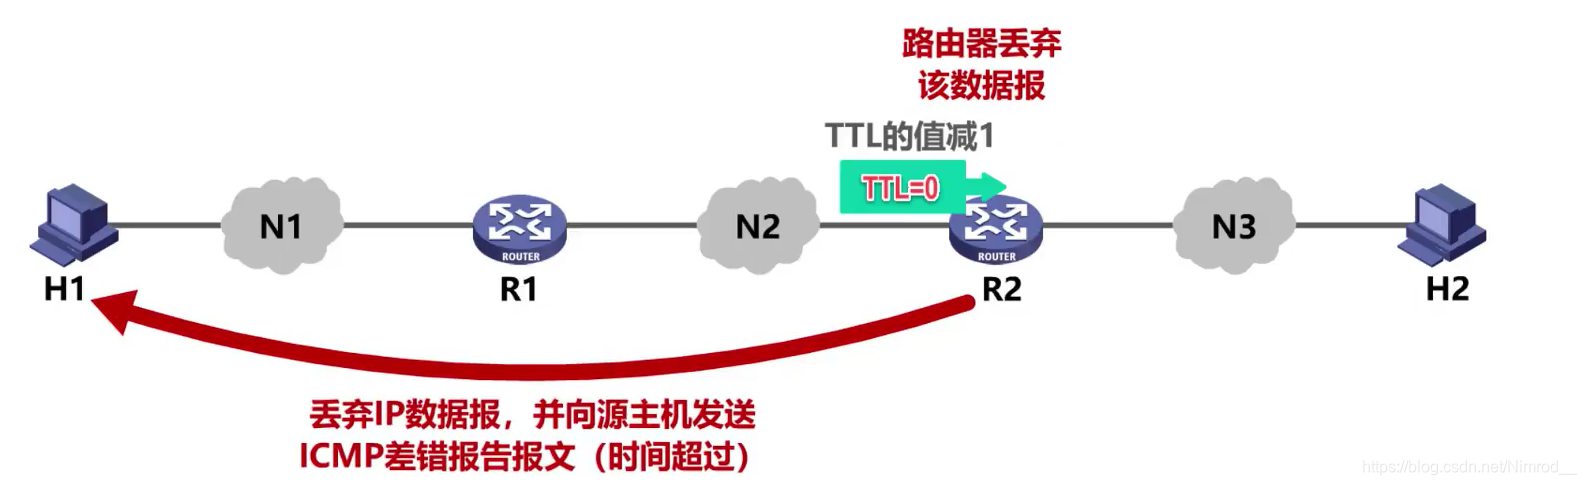 路由器丢弃
该数据报
TTL的值减1
TTL=0
N1
N2
N3
ROUTER
ROUTER
H1
R1
R2
H2
丢弃IP数据报，并向源主机发送
ICMP差错报告报文（时间超过）
https://blog.csdn.net/Nimrod__